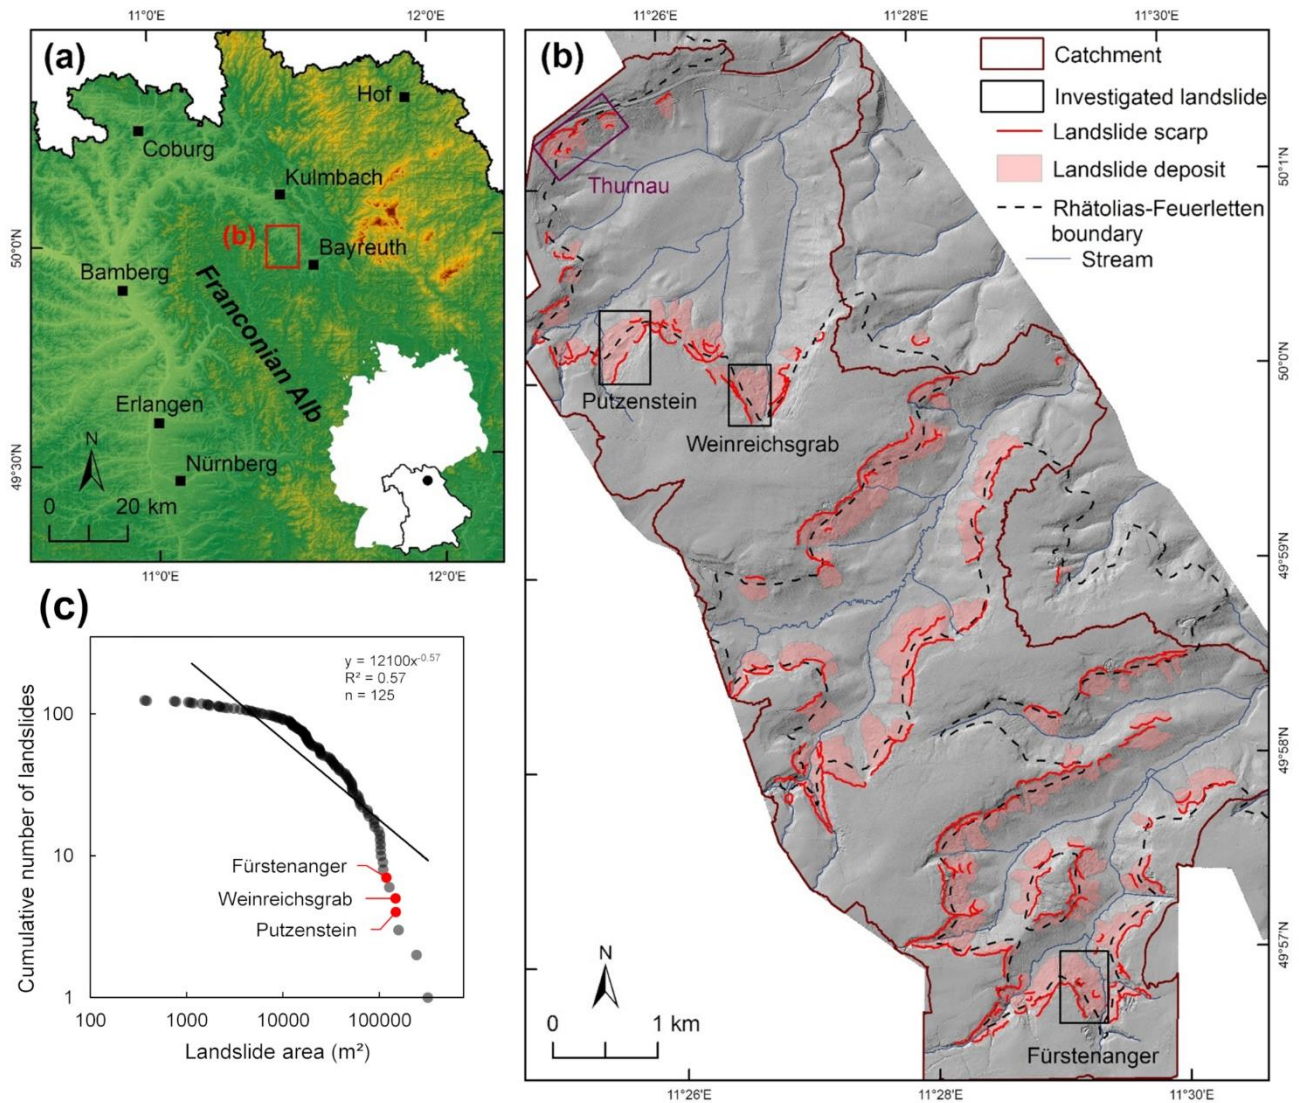 11°0'E
12°0'E
(a)
Hof
Coburg
Kulmbach
(b)
Bayreuth
50°0'N
Bamberg
Franconian Alb
Erlangen
N
Nürnberg
0 20 km
49°30'N
11°0'E
12°0'E
11°26'E
11°28'E
11°30'E
(b)
Catchment
Investigated landslide
Landslide scarp
Landslide deposit
Rhätolias-Feuerletten
boundary
Stream
Thurnau
Putzenstein
Weinreichsgrab
Fürstenanger
N
0 1 km
50°1'N
50°0'N
49°59'N
49°58'N
49°57'N
11°26'E
11°28'E
11°30'E
(c)
y = 12100x^-0.57
R² = 0.57
n = 125
Cumulative number of landslides
100
10
1
Fürstenanger
Weinreichsgrab
Putzenstein
100
1000
10000
100000
Landslide area (m²)